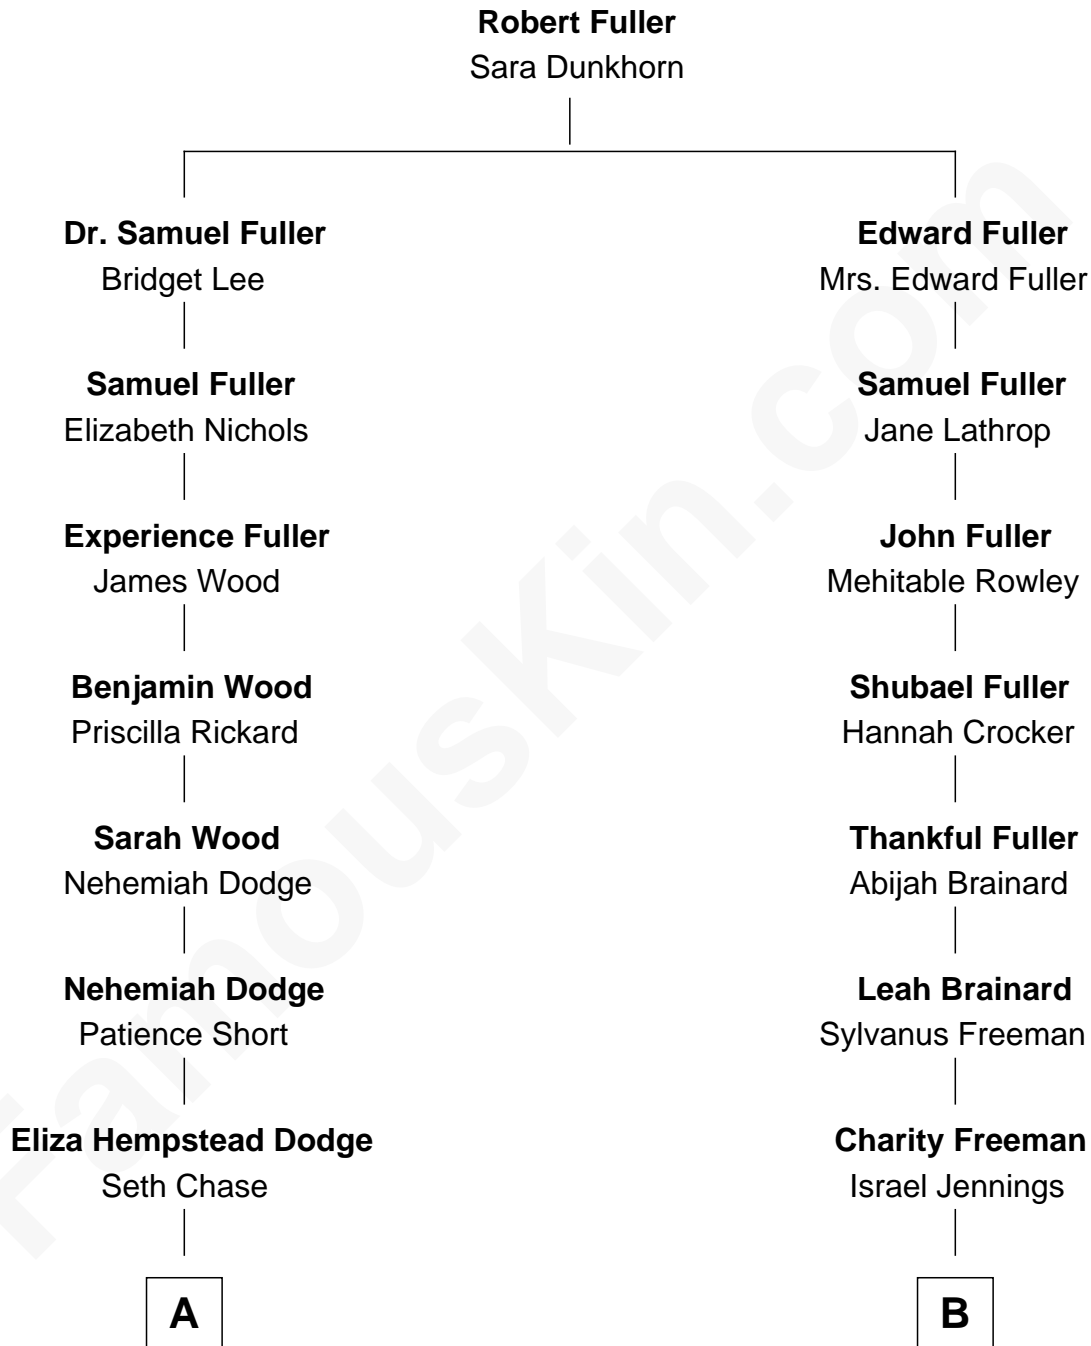 Robert Fuller
Sara Dunkhorn
Dr. Samuel Fuller
Bridget Lee
Edward Fuller
Mrs. Edward Fuller
Samuel Fuller
Elizabeth Nichols
Samuel Fuller
Jane Lathrop
Experience Fuller
James Wood
John Fuller
Mehitable Rowley
Benjamin Wood
Priscilla Rickard
Shubael Fuller
Hannah Crocker
Sarah Wood
Nehemiah Dodge
Thankful Fuller
Abijah Brainard
Nehemiah Dodge
Patience Short
Leah Brainard
Sylvanus Freeman
Eliza Hempstead Dodge
Seth Chase
Charity Freeman
Israel Jennings
A
B
FamousKin.com